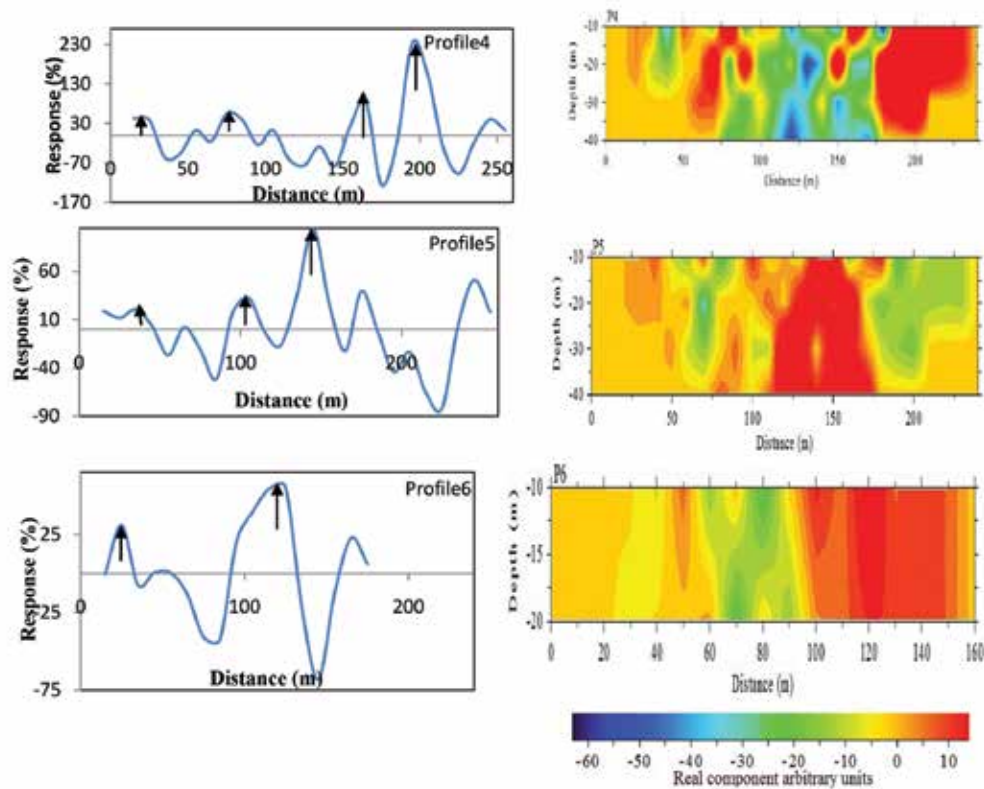 Profile4
Response (%)
230
130
30
-70
-170
0 50 100 150 200 250
Distance (m)
P4
Depth (m)
-10
-20
-30
-40
0 50 100 150 200
Distance (m)
Profile5
Response (%)
60
10
-40
-90
0 100 200
Distance (m)
P5
Depth (m)
-10
-20
-30
-40
0 50 100 150 200
Distance (m)
Profile6
Response (%)
25
-25
-75
0 100 200
Distance (m)
P6
Depth (m)
-10
-15
-20
0 20 40 60 80 100 120 140 160
Distance (m)
-60 -50 -40 -30 -20 -10 0 10
Real component arbitrary units